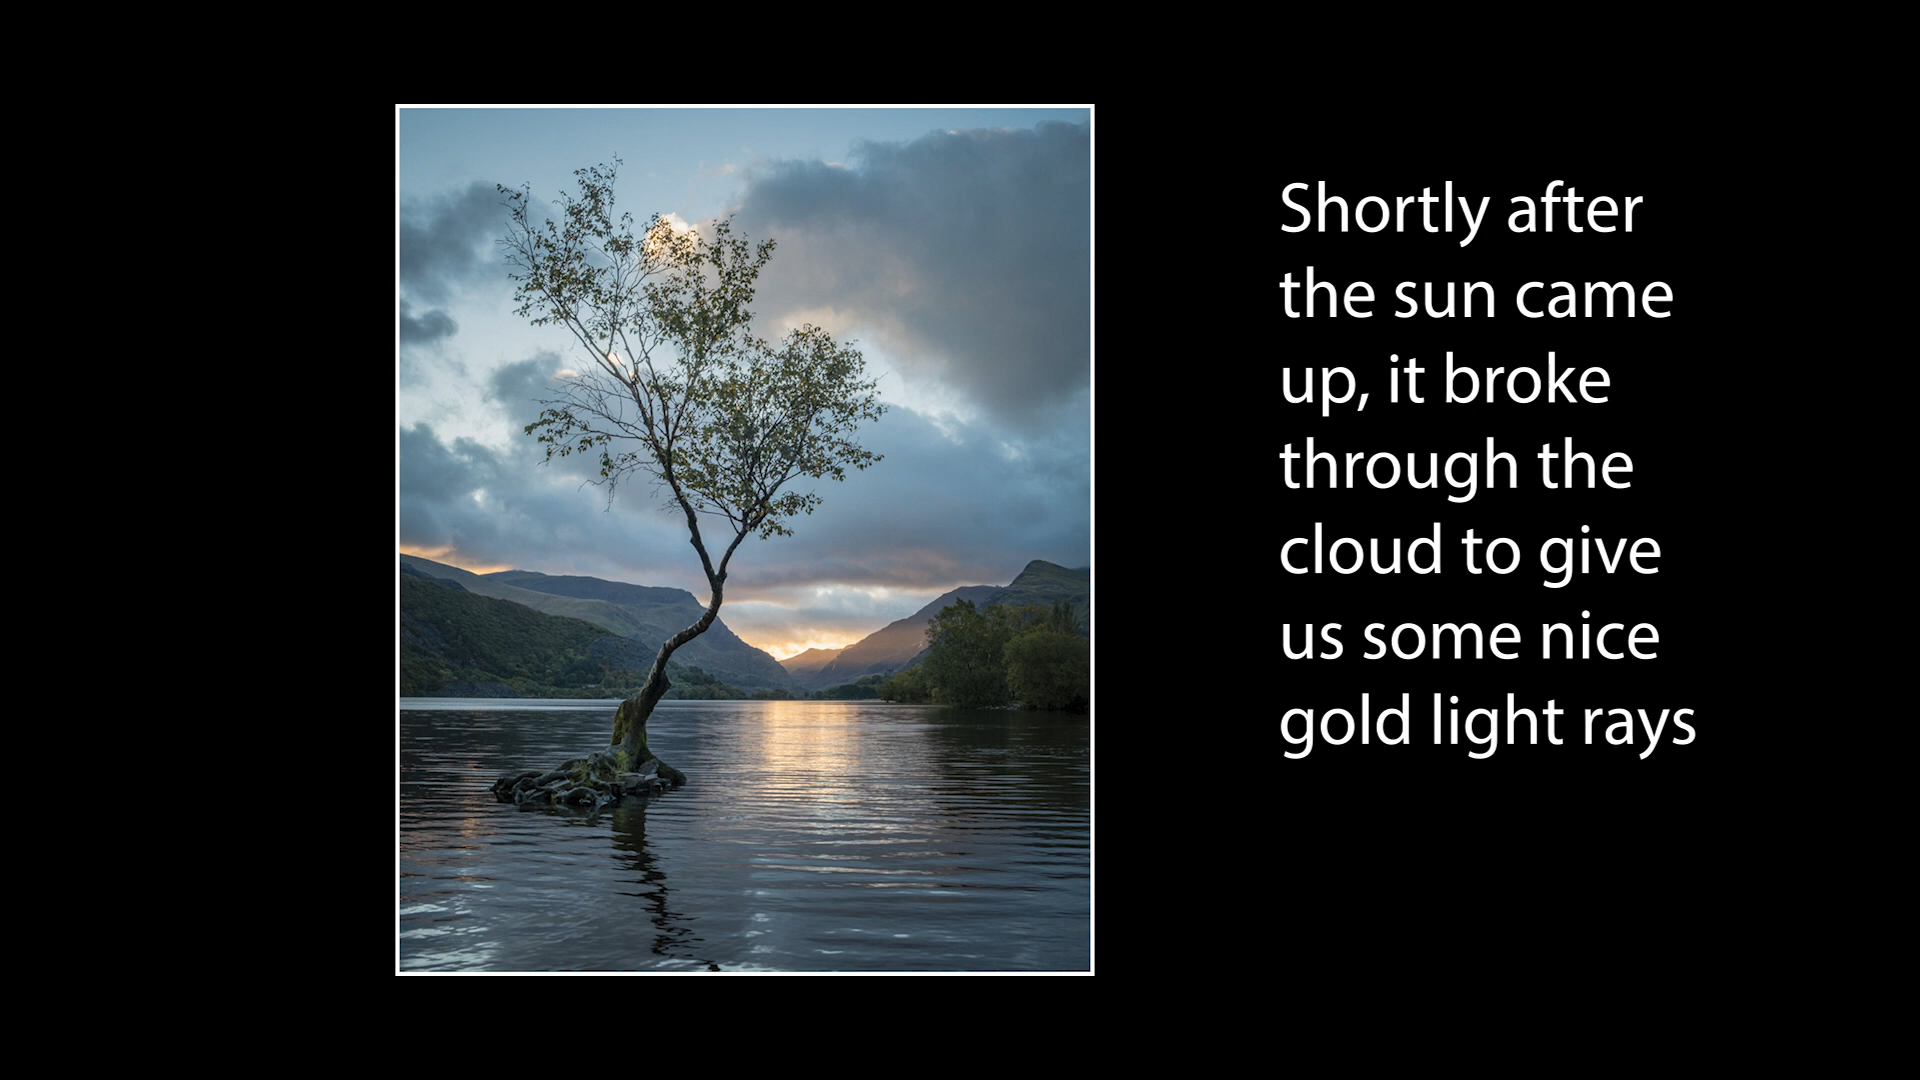 Shortly after
the sun came
up, it broke
through the
cloud to give
us some nice
gold light rays